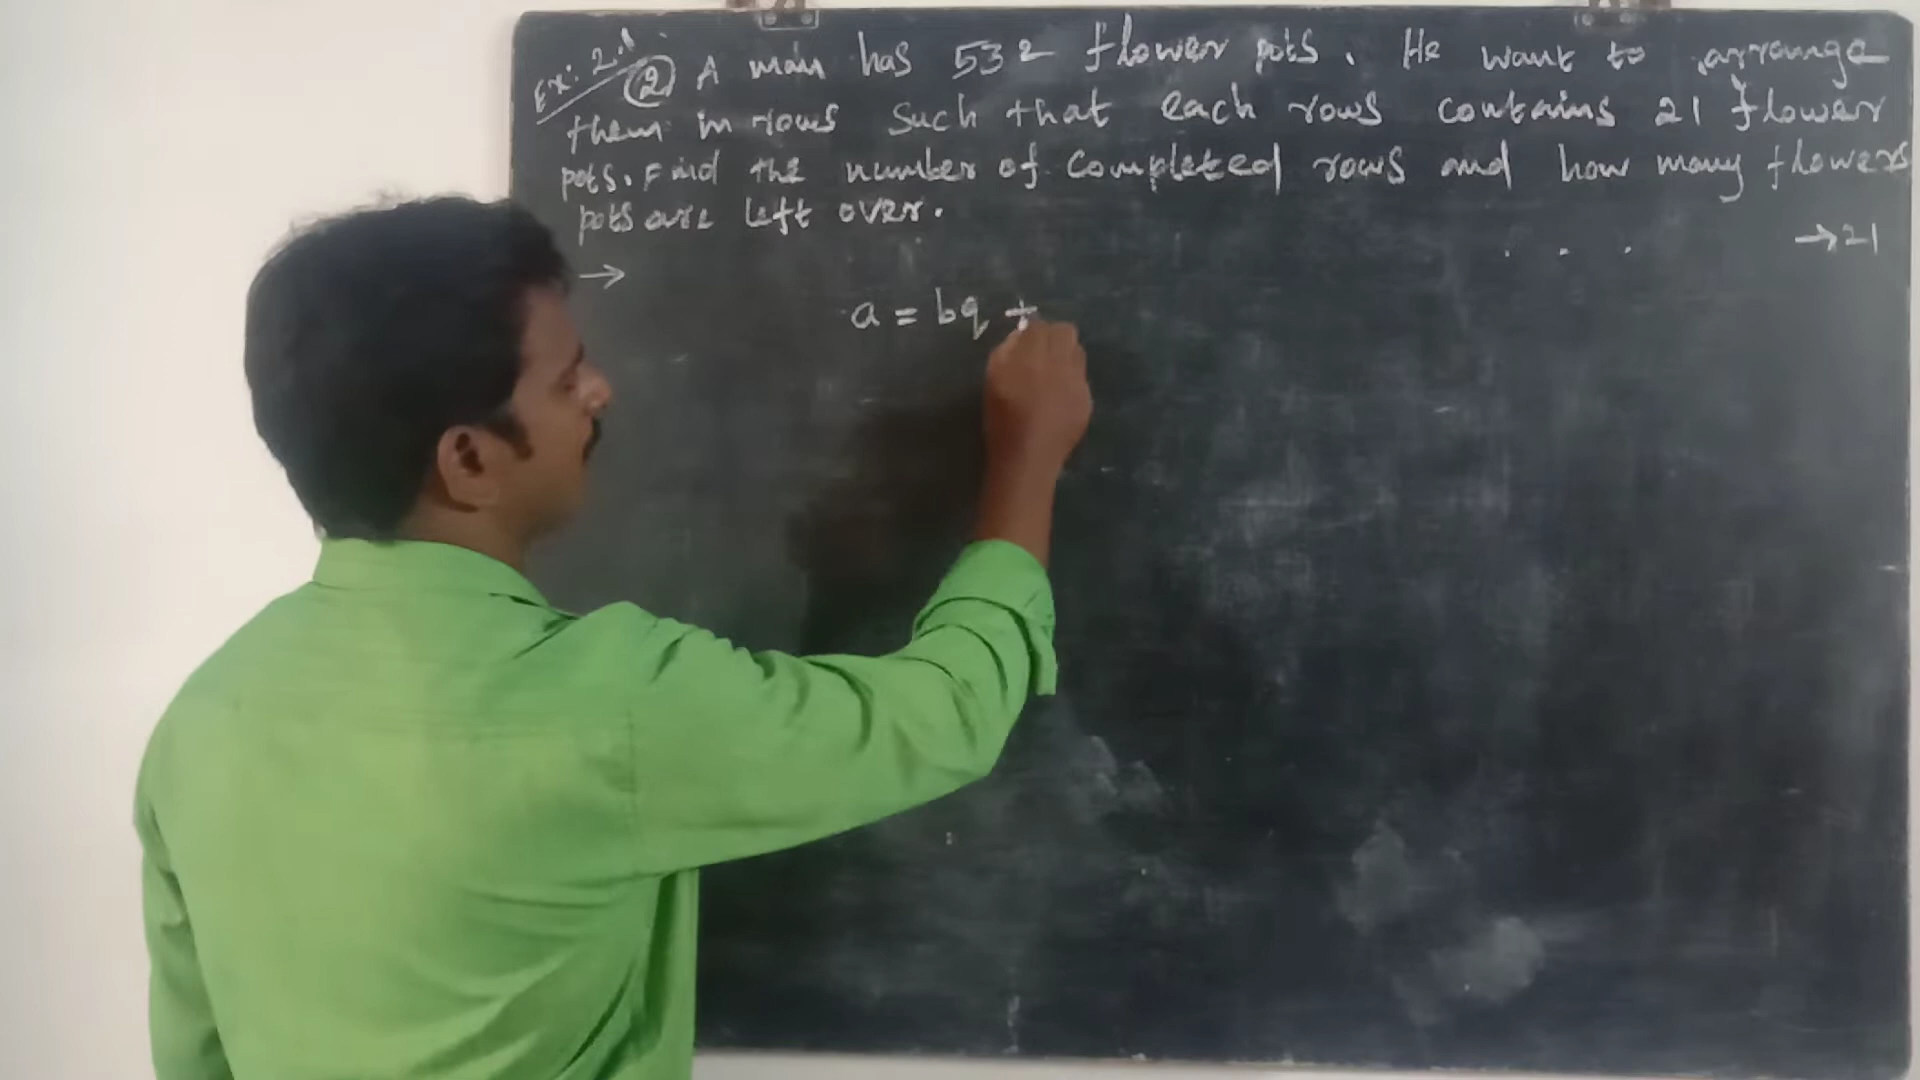 Ex: 2.1
② A man has 532 flower pots. He want to arrange
them in rows such that each rows contains 21 flower
pots. Find the number of completed rows and how many flowers
pots are left over.
. . . →21
→
a = bq +